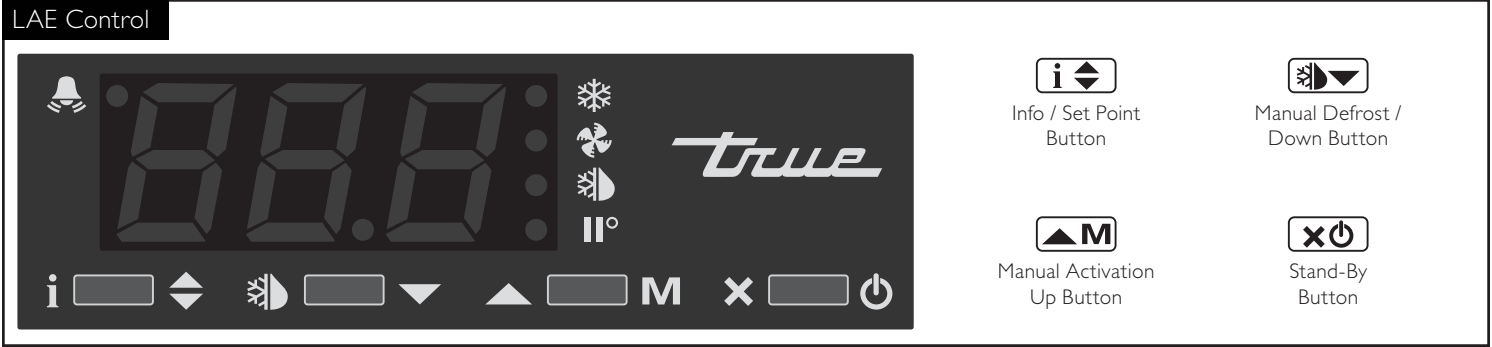 LAE Control
88.8
true
II°
i
M
i
Info / Set Point
Button
Manual Defrost /
Down Button
M
Manual Activation
Up Button
Stand-By
Button